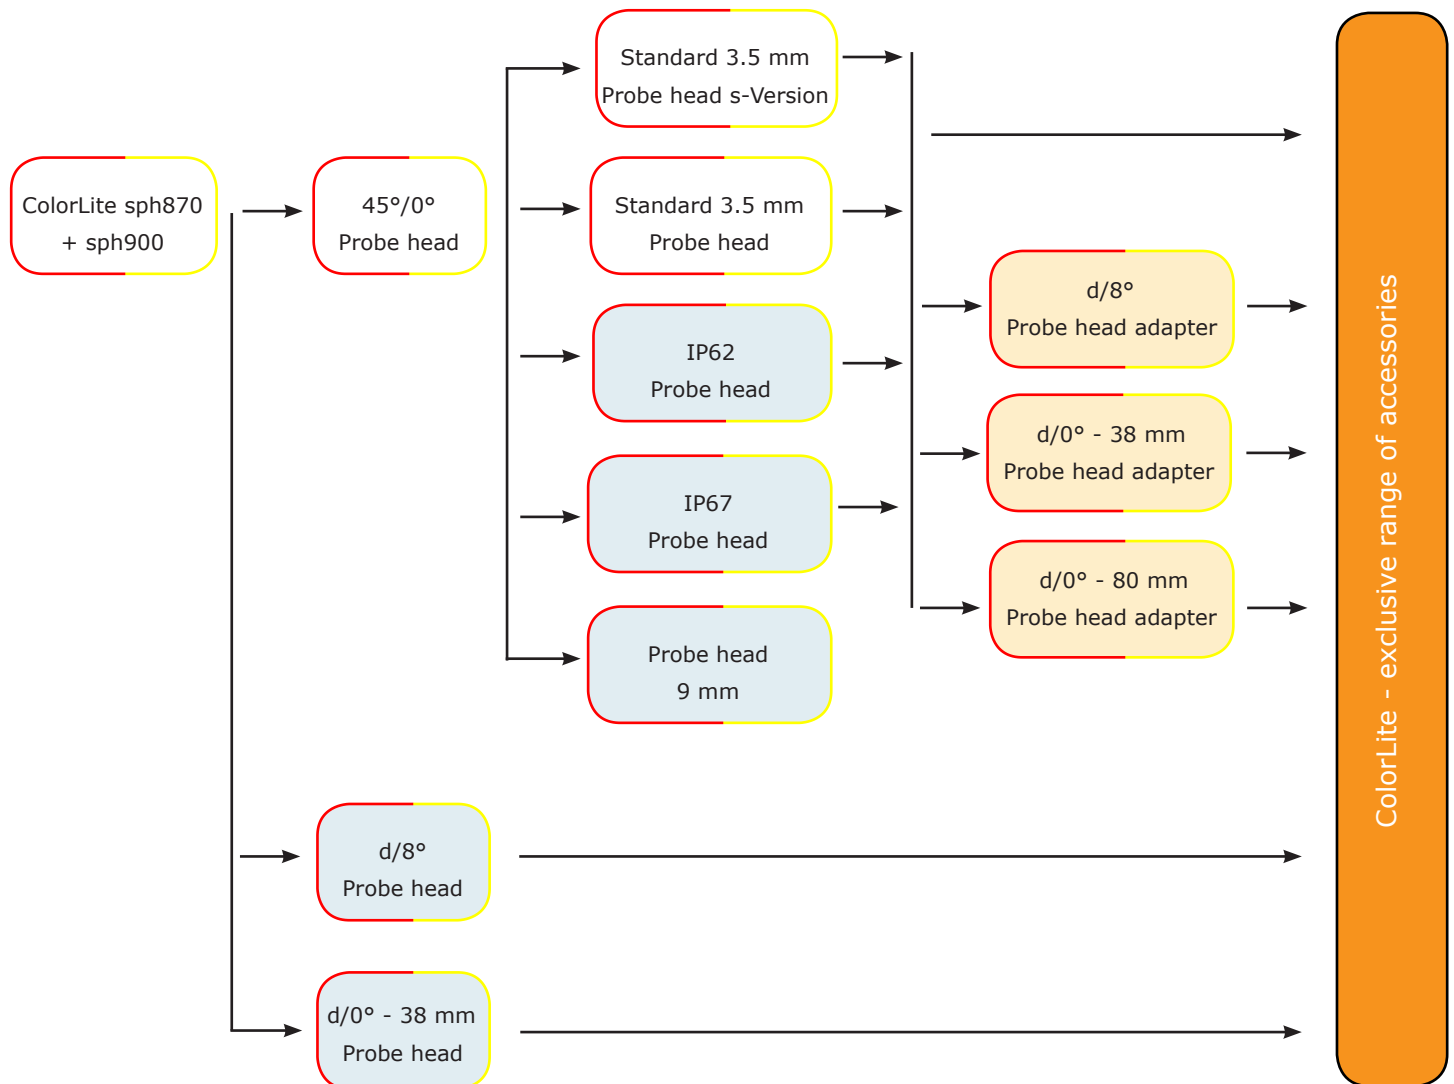 ColorLite sph870
+ sph900
45°/0°
Probe head
Standard 3.5 mm
Probe head s-Version
Standard 3.5 mm
Probe head
IP62
Probe head
IP67
Probe head
Probe head
9 mm
d/8°
Probe head adapter
d/0° - 38 mm
Probe head adapter
d/0° - 80 mm
Probe head adapter
d/8°
Probe head
d/0° - 38 mm
Probe head
ColorLite - exclusive range of accessories